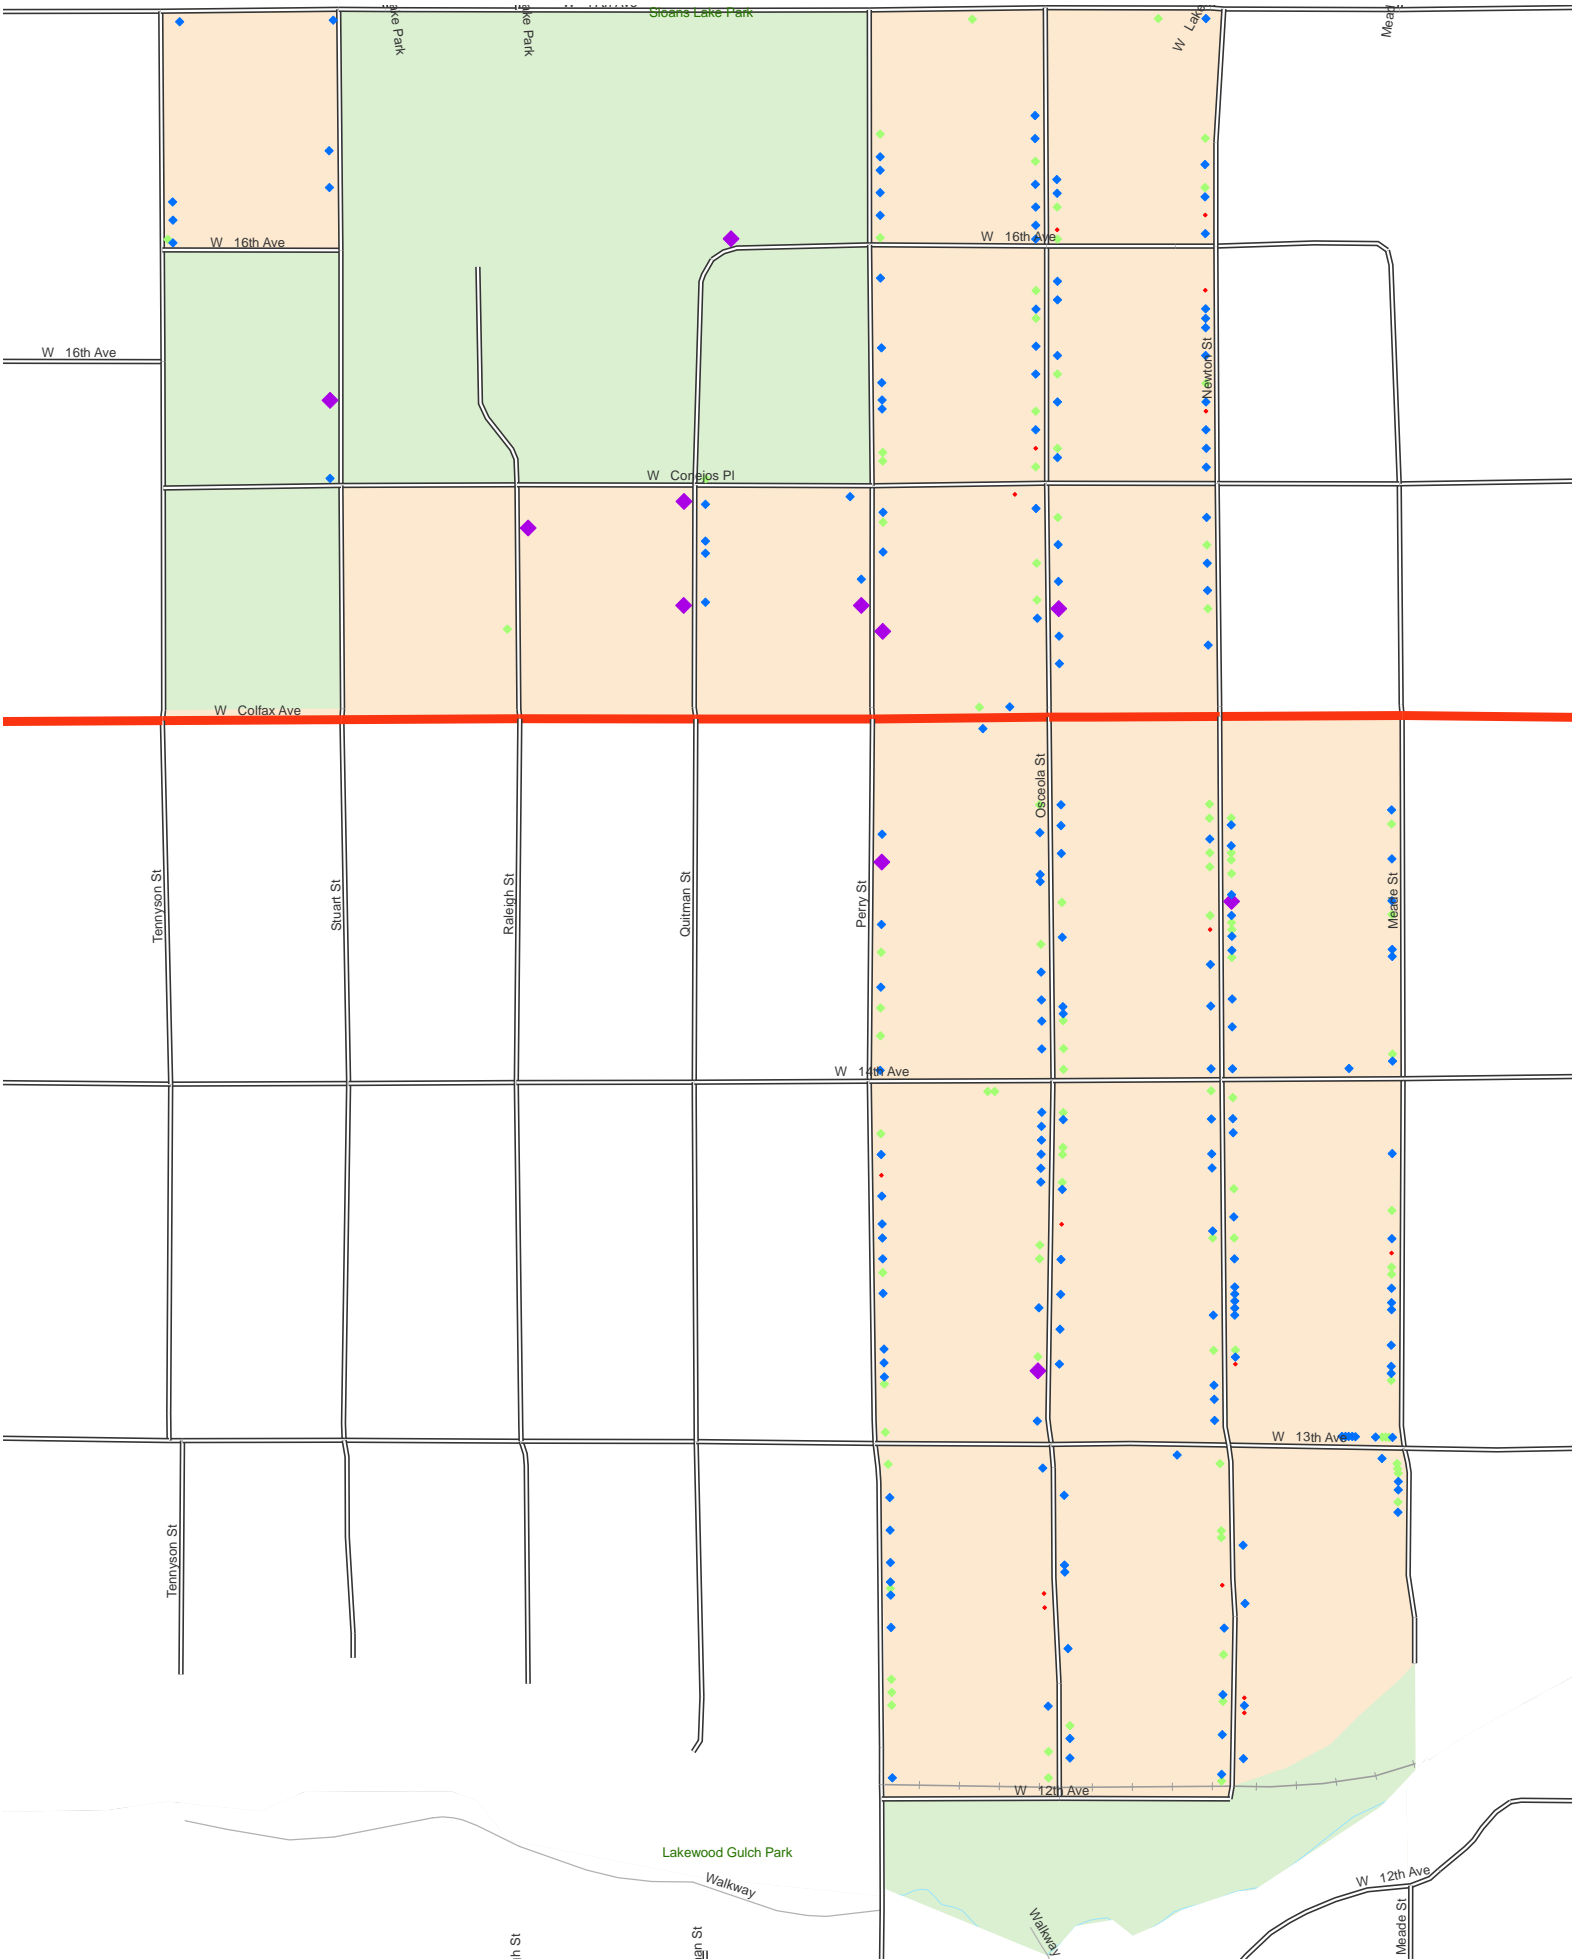 Sloans Lake Park
W Lake
W 16th Ave
W 16th Ave
W 16th Ave
Newton St
W Conejos Pl
W Colfax Ave
Osceola St
Tennyson St
Stuart St
Raleigh St
Quitman St
Perry St
Meade St
W 14th Ave
W 13th Ave
Tennyson St
W 12th Ave
Lakewood Gulch Park
Walkway
W 12th Ave
Walkway
Meade St